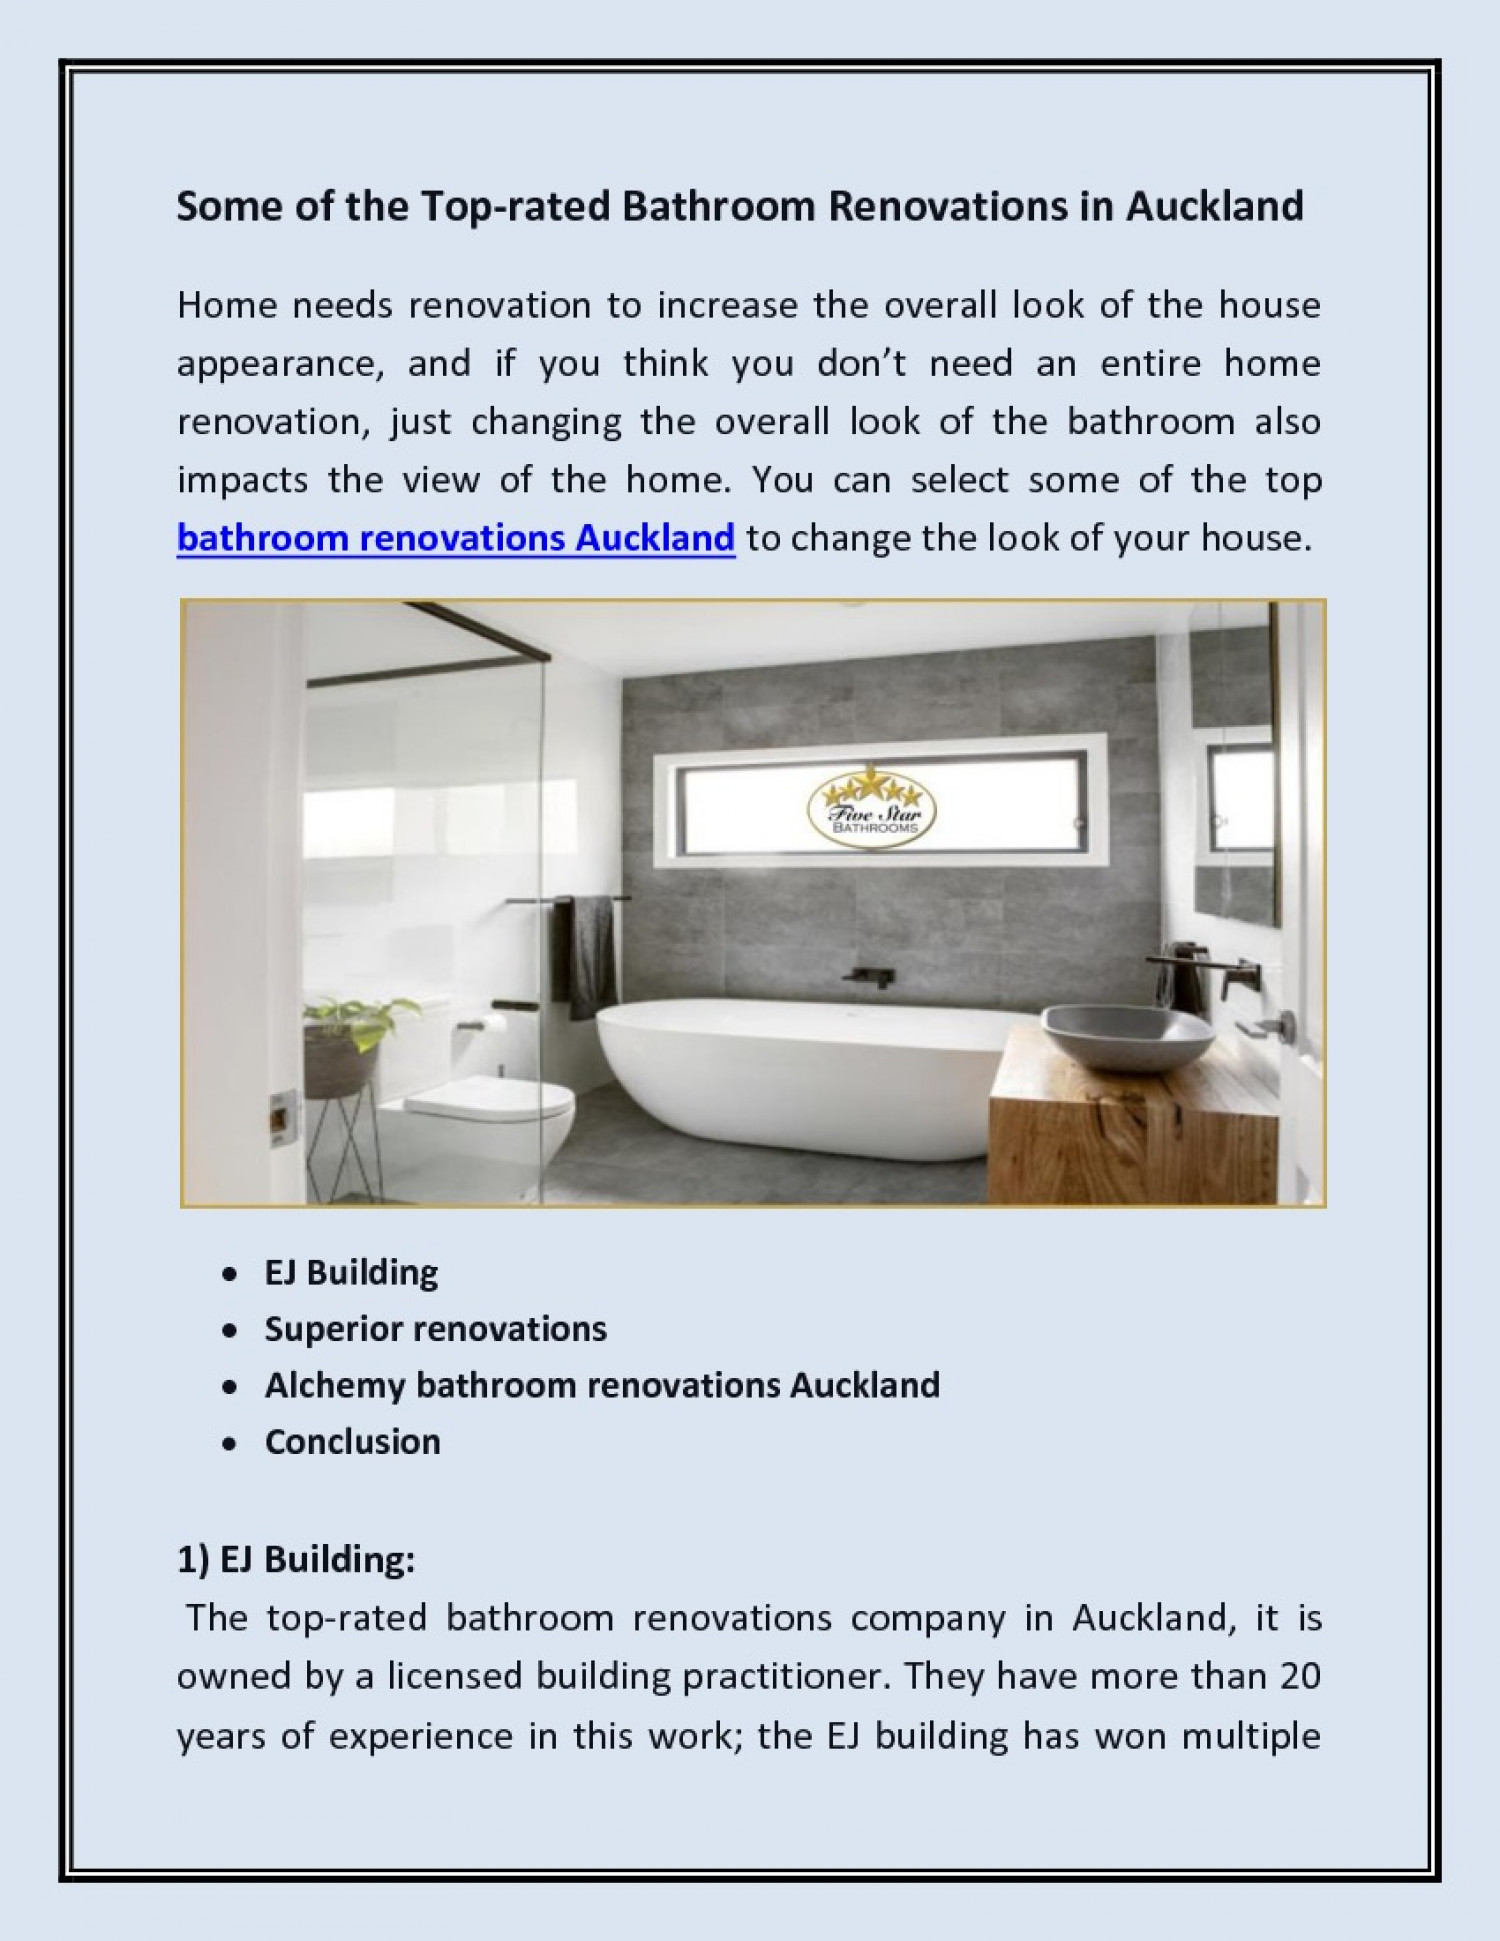 Some of the Top-rated Bathroom Renovations in Auckland
Home needs renovation to increase the overall look of the house
appearance, and if you think you don’t need an entire home
renovation, just changing the overall look of the bathroom also
impacts the view of the home. You can select some of the top
bathroom renovations Auckland to change the look of your house.
Five Star
BATHROOMS
• EJ Building
• Superior renovations
• Alchemy bathroom renovations Auckland
• Conclusion
1) EJ Building:
The top-rated bathroom renovations company in Auckland, it is
owned by a licensed building practitioner. They have more than 20
years of experience in this work; the EJ building has won multiple